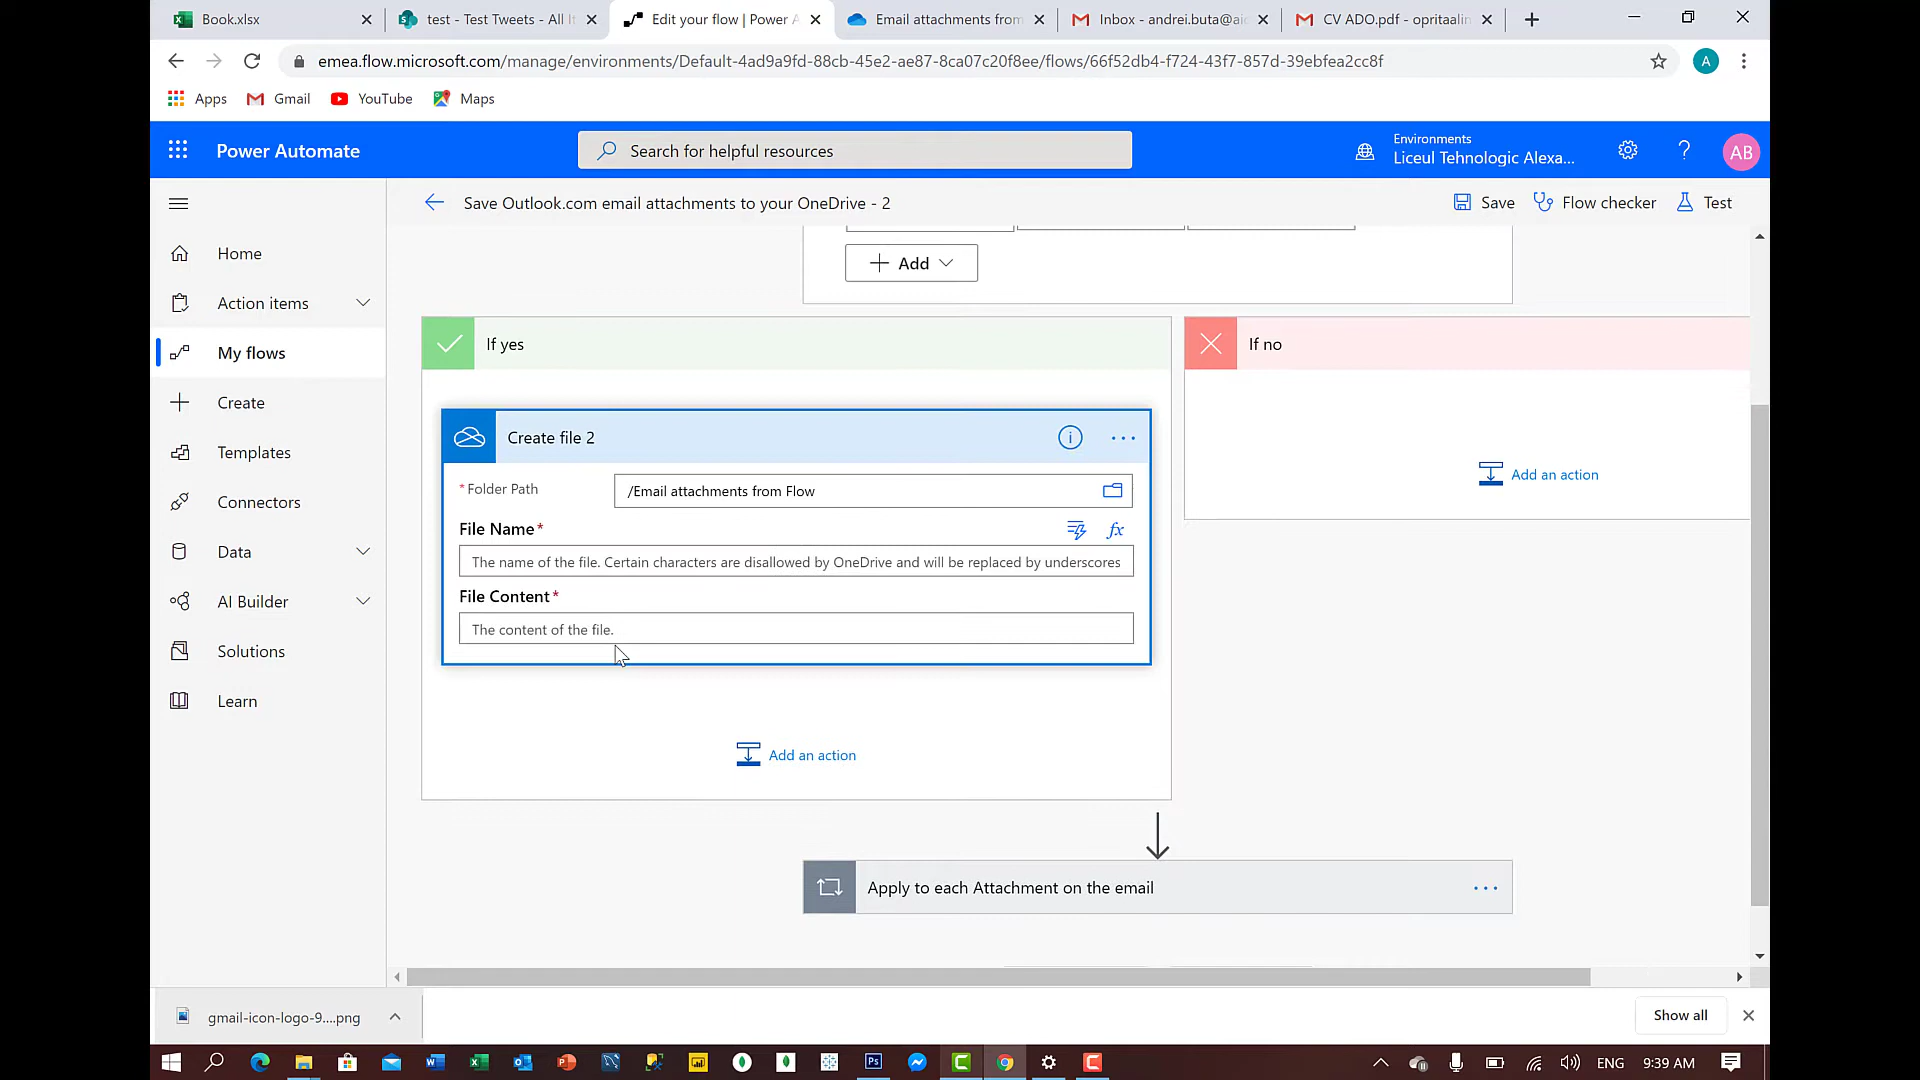 Book.xlsx
test - Test Tweets - All It
Edit your flow | Power A
Email attachments from
Inbox - andrei.buta@aic
CV ADO.pdf - opritaalin
emea.flow.microsoft.com/manage/environments/Default-4ad9a9fd-88cb-45e2-ae87-8ca07c20f8ee/flows/66f52db4-f724-43f7-857d-39ebfea2cc8f
A
Apps
Gmail
YouTube
Maps
Power Automate
Search for helpful resources
Environments
Liceul Tehnologic Alexa...
?
AB
Save Outlook.com email attachments to your OneDrive - 2
Save
Flow checker
Test
Home
Action items
My flows
Create
Templates
Connectors
Data
AI Builder
Solutions
Learn
Add
If yes
If no
Create file 2
Add an action
*Folder Path
/Email attachments from Flow
File Name*
fx
The name of the file. Certain characters are disallowed by OneDrive and will be replaced by underscores
File Content*
The content of the file.
Add an action
Apply to each Attachment on the email
gmail-icon-logo-9....png
Show all
ENG
9:39 AM